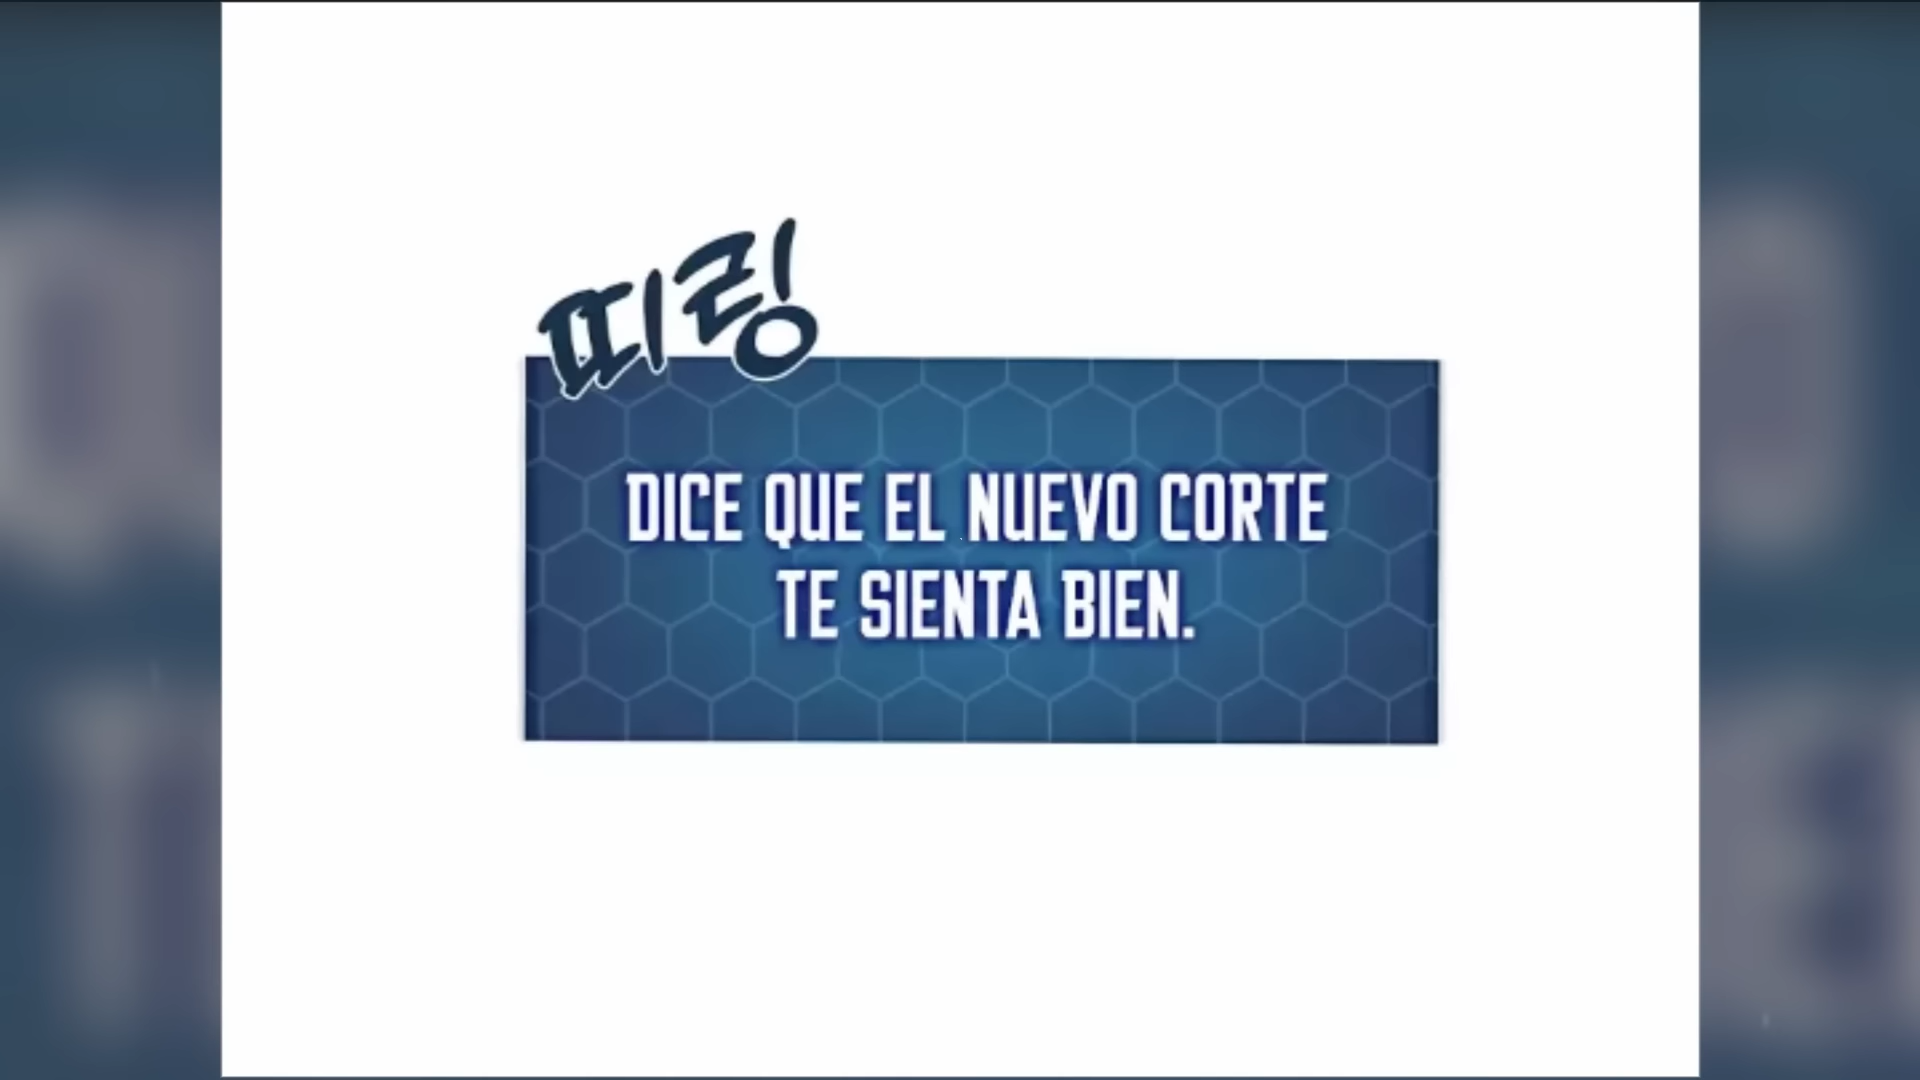 띠링
DICE QUE EL NUEVO CORTE
TE SIENTA BIEN.